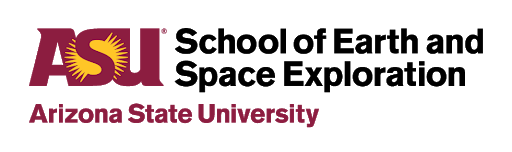 ASU® School of Earth and
Space Exploration
Arizona State University